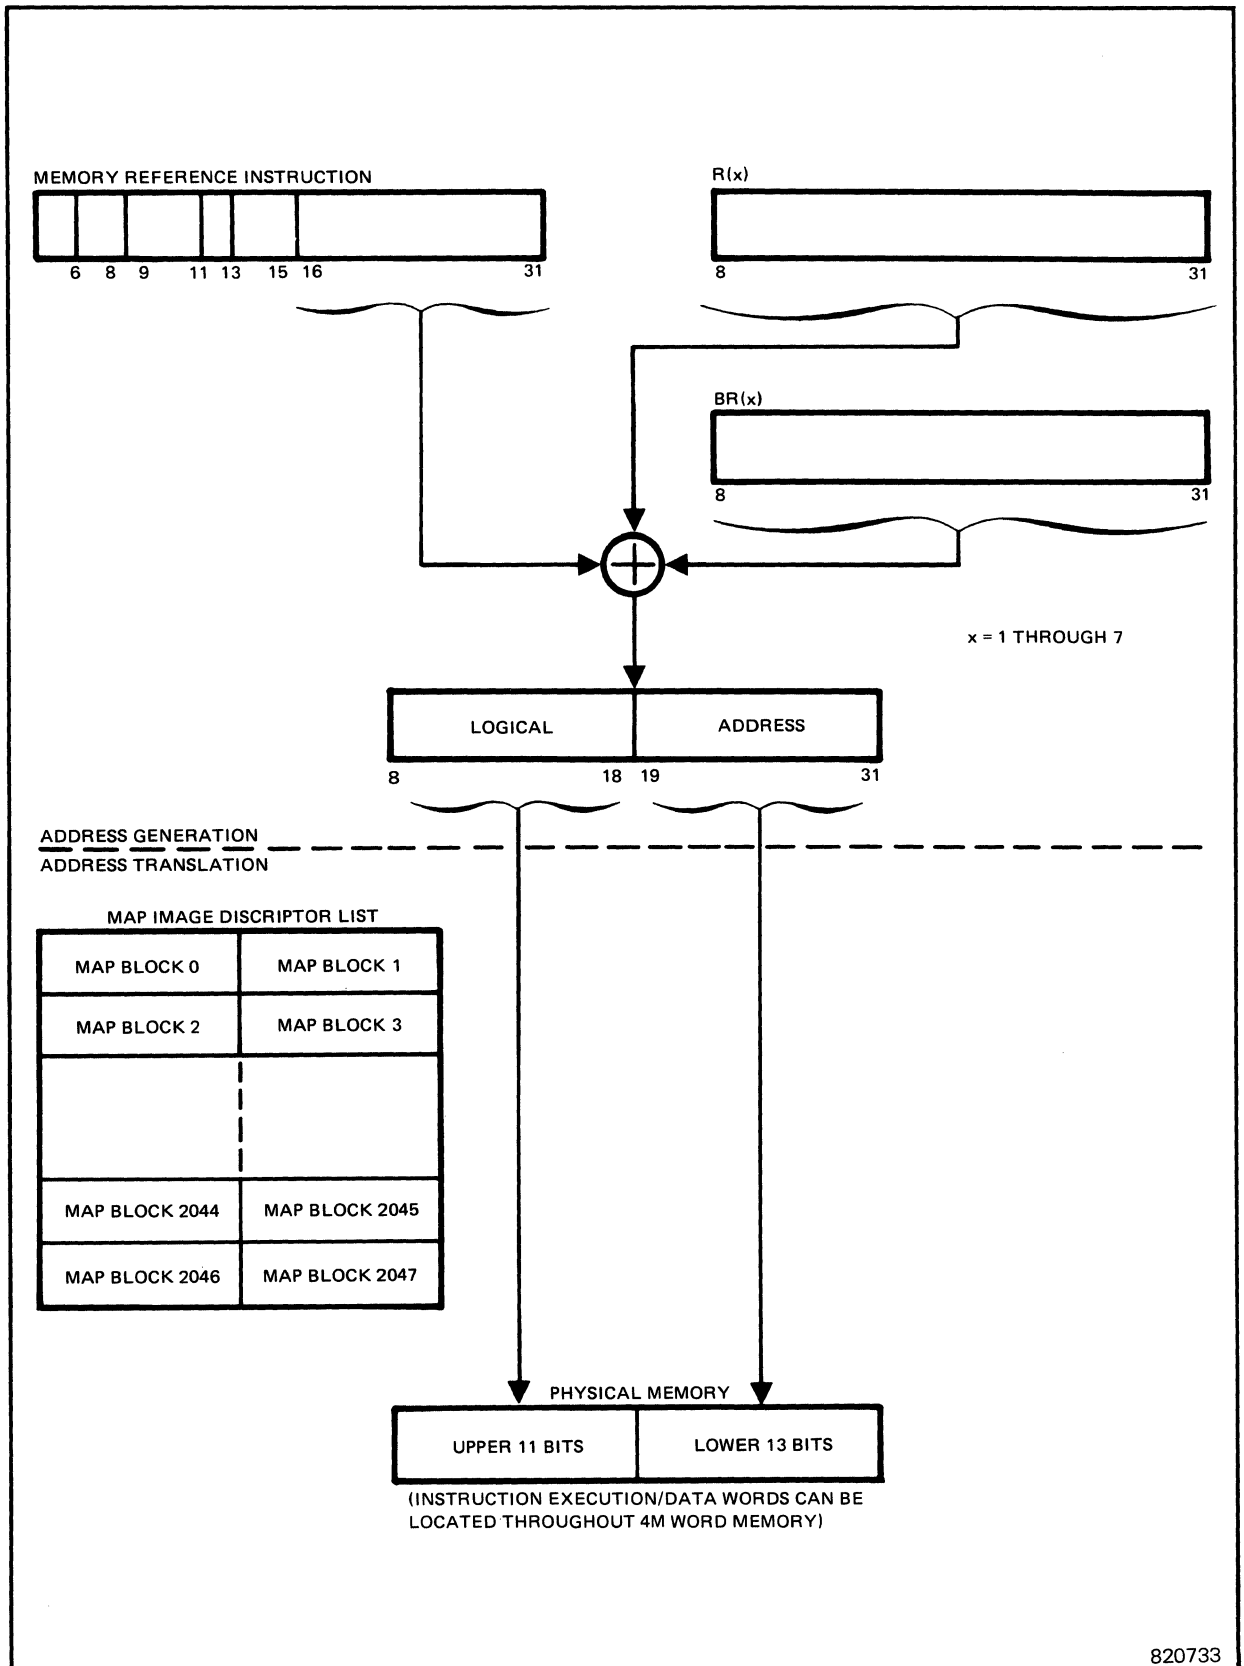 MEMORY REFERENCE INSTRUCTION
6 8 9 11 13 15 16 31
R(x)
8 31
BR(x)
8 31
x = 1 THROUGH 7
LOGICAL ADDRESS
8 18 19 31
ADDRESS GENERATION
ADDRESS TRANSLATION
MAP IMAGE DISCRIPTOR LIST
MAP BLOCK 0 MAP BLOCK 1
MAP BLOCK 2 MAP BLOCK 3
MAP BLOCK 2044 MAP BLOCK 2045
MAP BLOCK 2046 MAP BLOCK 2047
PHYSICAL MEMORY
UPPER 11 BITS LOWER 13 BITS
(INSTRUCTION EXECUTION/DATA WORDS CAN BE
LOCATED THROUGHOUT 4M WORD MEMORY)
820733